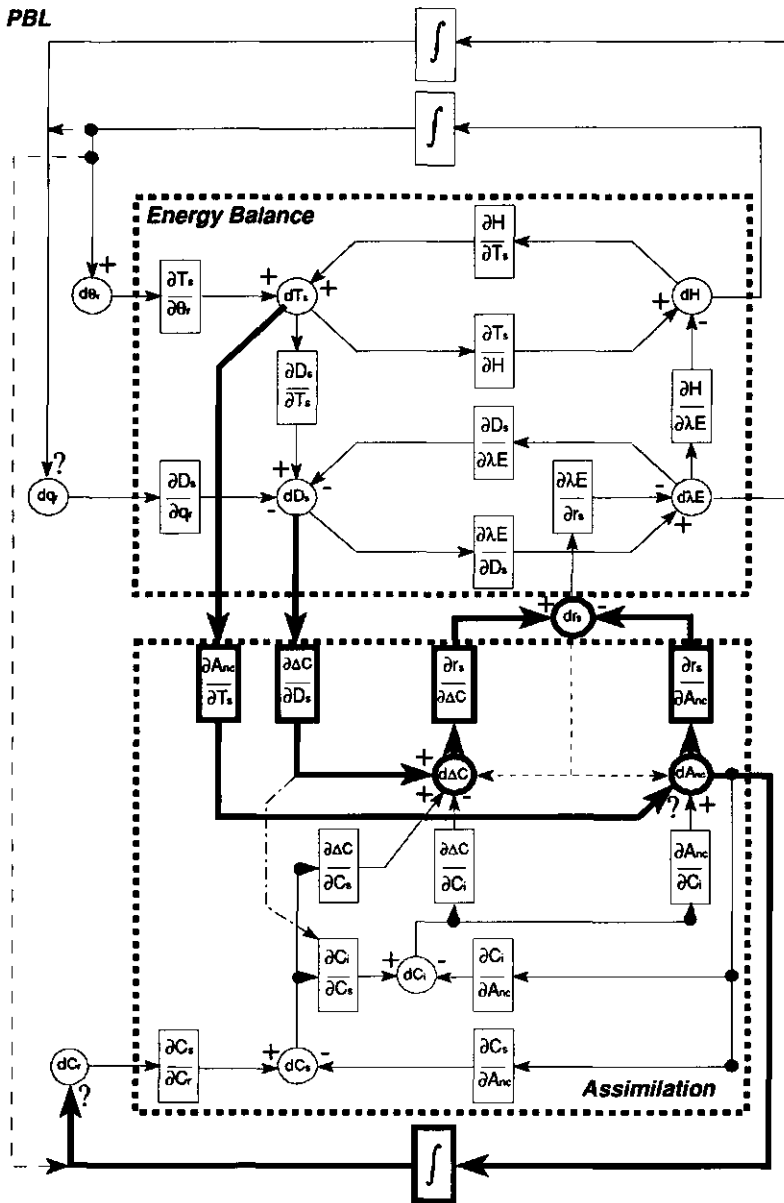 PBL
∫
∫
Energy Balance
∂H
∂Tₛ
+
dθᵣ
∂Tₛ
∂θᵣ
+
dTₛ
+
+
dH
-
∂Dₛ
∂Tₛ
∂Tₛ
∂H
∂H
∂λE
∂Dₛ
∂λE
∂λE
∂rₛ
?
dqᵣ
∂Dₛ
∂qᵣ
+
-
dDₛ
-
-
dλE
+
∂λE
∂Dₛ
+
drₛ
-
∂Aₙc
∂Tₛ
∂ΔC
∂Dₛ
∂rₛ
∂ΔC
∂rₛ
∂Aₙc
+
+
dΔC
-
dAₙc
?
+
∂ΔC
∂Cₛ
∂ΔC
∂Cᵢ
∂Aₙc
∂Cᵢ
∂Cᵢ
∂Cₛ
+
dCᵢ
-
∂Cᵢ
∂Aₙc
dCᵣ
?
∂Cₛ
∂Cᵣ
+
dCₛ
-
∂Cₛ
∂Aₙc
Assimilation
∫